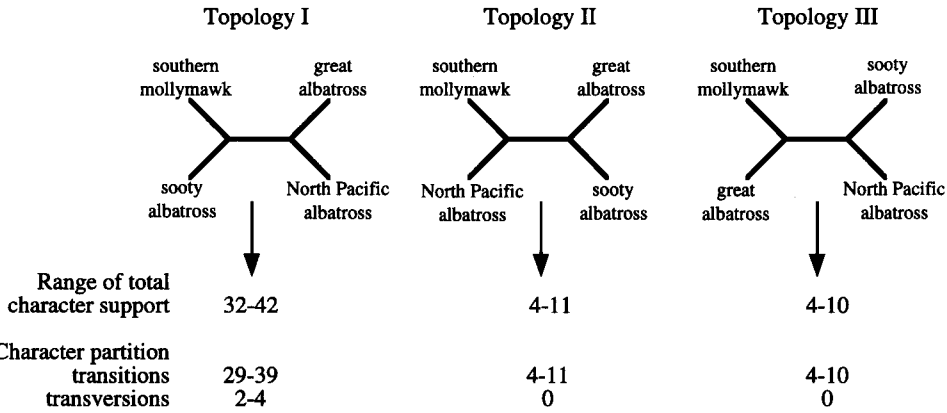 Topology I
Topology II
Topology III
southern
mollymawk
great
albatross
sooty
albatross
North Pacific
albatross
southern
mollymawk
great
albatross
North Pacific
albatross
sooty
albatross
southern
mollymawk
sooty
albatross
great
albatross
North Pacific
albatross
Range of total
character support 32-42 4-11 4-10
Character partition
transitions 29-39 4-11 4-10
transversions 2-4 0 0